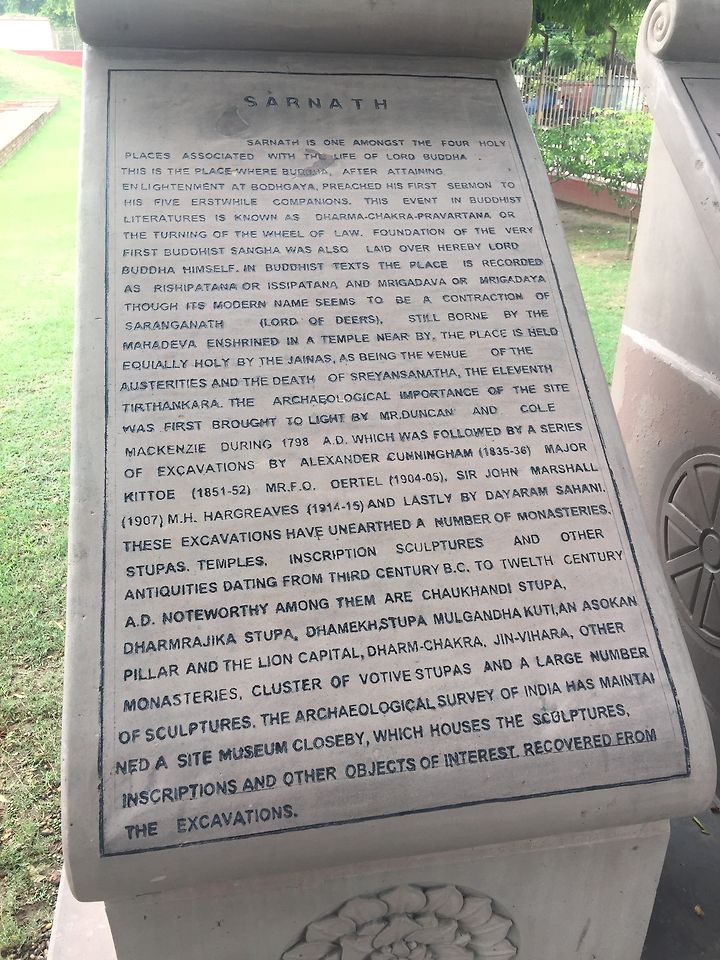 SARNATH
SARNATH IS ONE AMONGST THE FOUR HOLY
PLACES ASSOCIATED WITH THE LIFE OF LORD BUDDHA .
THIS IS THE PLACE WHERE BUDDHA, AFTER ATTAINING
ENLIGHTENMENT AT BODHGAYA, PREACHED HIS FIRST SERMON TO
HIS FIVE ERSTWHILE COMPANIONS. THIS EVENT IN BUDDHIST
LITERATURES IS KNOWN AS DHARMA-CHAKRA-PRAVARTANA OR
THE TURNING OF THE WHEEL OF LAW. FOUNDATION OF THE VERY
FIRST BUDDHIST SANGHA WAS ALSO LAID OVER HEREBY LORD
BUDDHA HIMSELF. IN BUDDHIST TEXTS THE PLACE IS RECORDED
AS RISHIPATANA OR ISSIPATANA AND MRIGADAVA OR MRIGADAYA
THOUGH ITS MODERN NAME SEEMS TO BE A CONTRACTION OF
SARANGANATH (LORD OF DEERS), STILL BORNE BY THE
MAHADEVA ENSHRINED IN A TEMPLE NEAR BY, THE PLACE IS HELD
EQUIALLY HOLY BY THE JAINAS, AS BEING THE VENUE OF THE
AUSTERITIES AND THE DEATH OF SREYANSANATHA, THE ELEVENTH
TIRTHANKARA. THE ARCHAEOLOGICAL IMPORTANCE OF THE SITE
WAS FIRST BROUGHT TO LIGHT BY MR.DUNCAN AND COLE
MACKENZIE DURING 1798 A.D. WHICH WAS FOLLOWED BY A SERIES
OF EXCAVATIONS BY ALEXANDER CUNNINGHAM (1835-36) MAJOR
KITTOE (1851-52) MR.F.O. OERTEL (1904-05), SIR JOHN MARSHALL
(1907) M.H. HARGREAVES (1914-15) AND LASTLY BY DAYARAM SAHANI.
THESE EXCAVATIONS HAVE UNEARTHED A NUMBER OF MONASTERIES,
STUPAS, TEMPLES, INSCRIPTION SCULPTURES AND OTHER
ANTIQUITIES DATING FROM THIRD CENTURY B.C. TO TWELTH CENTURY
A.D. NOTEWORTHY AMONG THEM ARE CHAUKHANDI STUPA,
DHARMRAJIKA STUPA, DHAMEKH,STUPA MULGANDHA KUTI,AN ASOKAN
PILLAR AND THE LION CAPITAL, DHARM-CHAKRA, JIN-VIHARA, OTHER
MONASTERIES, CLUSTER OF VOTIVE STUPAS AND A LARGE NUMBER
OF SCULPTURES. THE ARCHAEOLOGICAL SURVEY OF INDIA HAS MAINTAI
NED A SITE MUSEUM CLOSEBY, WHICH HOUSES THE SCULPTURES,
INSCRIPTIONS AND OTHER OBJECTS OF INTEREST. RECOVERED FROM
THE EXCAVATIONS.